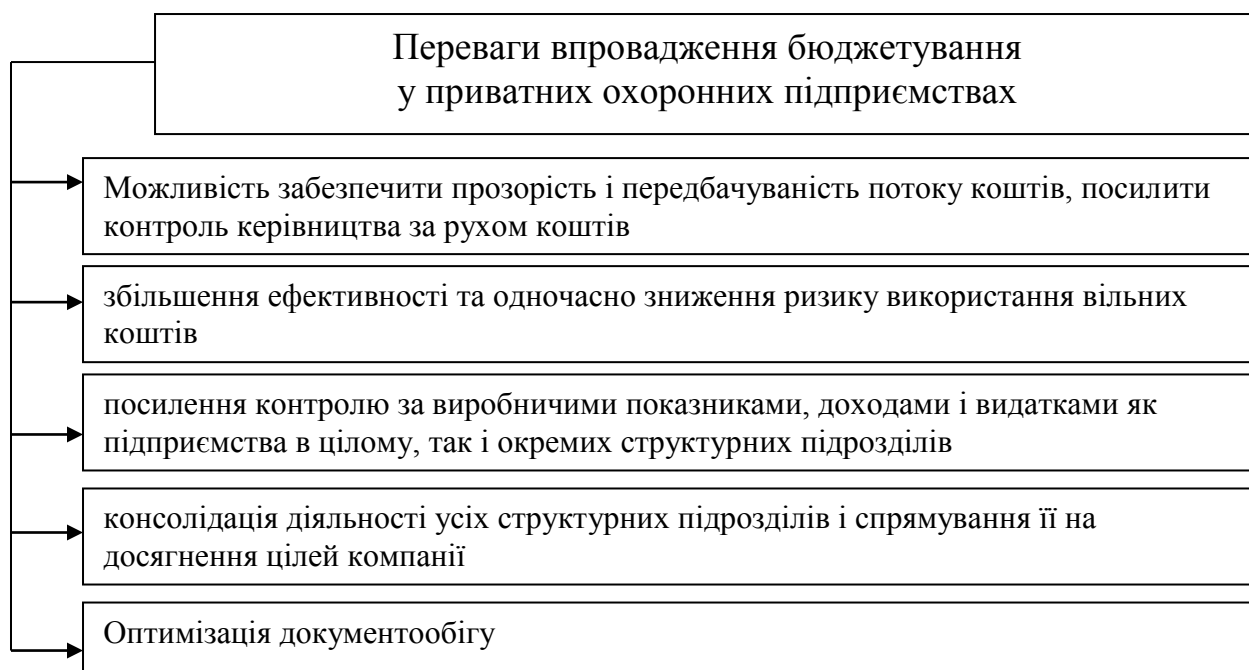 Переваги впровадження бюджетування
у приватних охоронних підприємствах
Можливість забезпечити прозорість і передбачуваність потоку коштів, посилити
контроль керівництва за рухом коштів
збільшення ефективності та одночасно зниження ризику використання вільних
коштів
посилення контролю за виробничими показниками, доходами і видатками як
підприємства в цілому, так і окремих структурних підрозділів
консолідація діяльності усіх структурних підрозділів і спрямування її на
досягнення цілей компанії
Оптимізація документообігу